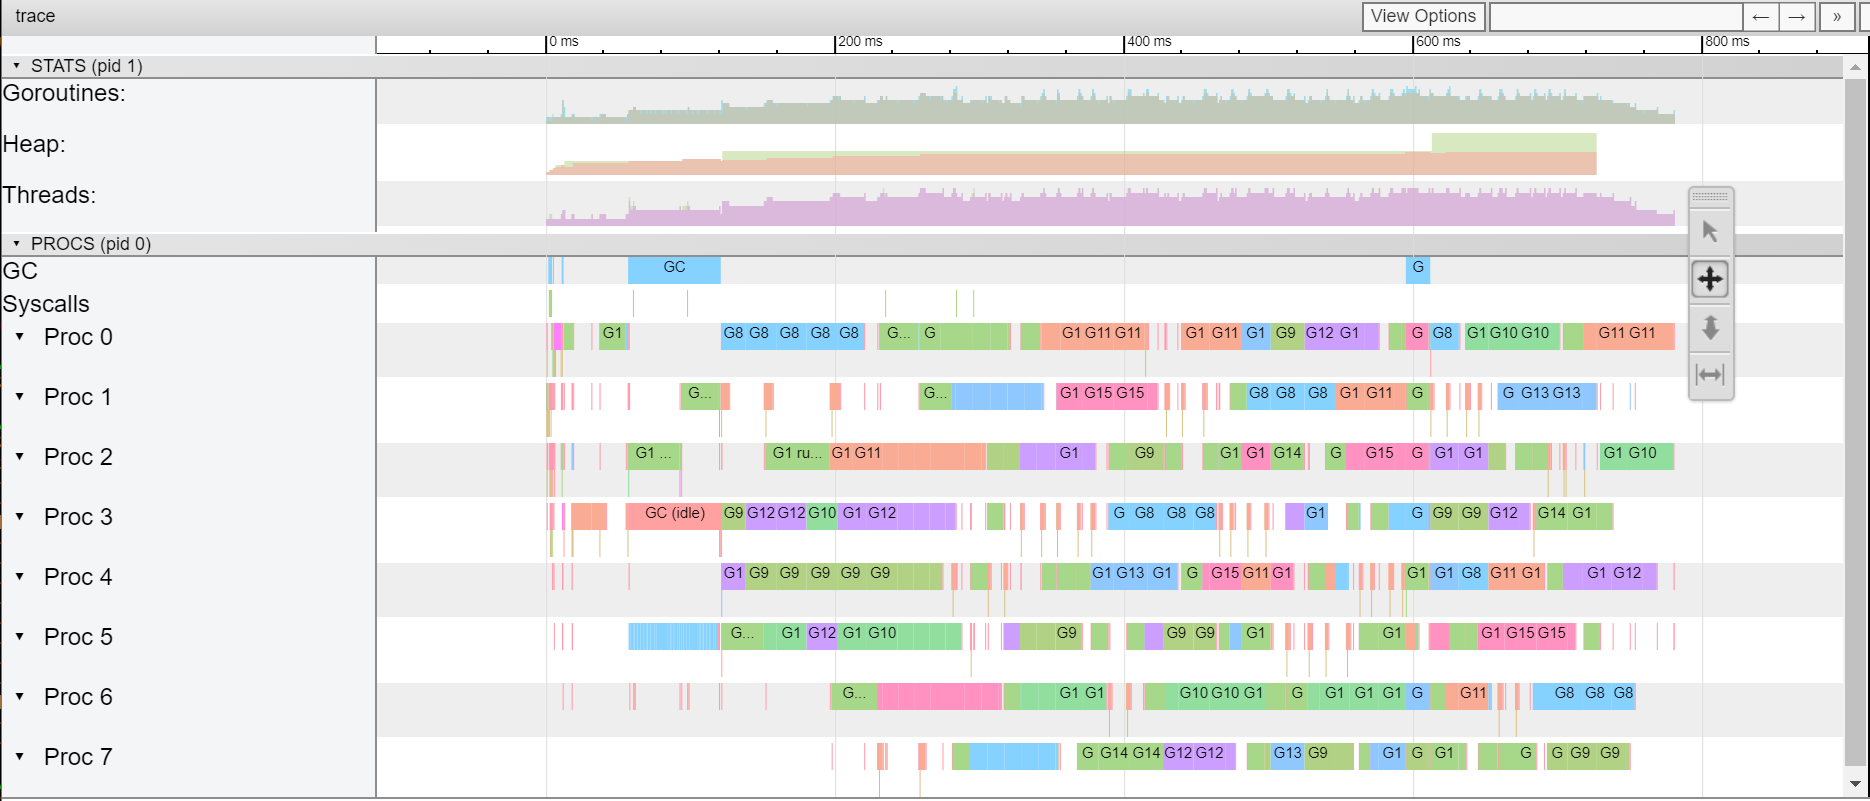 trace
View Options
← → »
0 ms 200 ms 400 ms 600 ms 800 ms
STATS (pid 1)
Goroutines:
Heap:
Threads:
PROCS (pid 0)
GC GC G
Syscalls
Proc 0 G1 G8 G8 G8 G8 G8 G... G G1 G11 G11 G1 G11 G1 G9 G12 G1 G G8 G1 G10 G10 G11 G11
Proc 1 G... G... G1 G15 G15 G8 G8 G8 G1 G11 G G G13 G13
Proc 2 G1 ... G1 ru... G1 G11 G1 G9 G1 G1 G14 G G15 G G1 G1 G1 G10
Proc 3 GC (idle) G9 G12 G12 G10 G1 G12 G G8 G8 G8 G1 G G9 G9 G12 G14 G1
Proc 4 G1 G9 G9 G9 G9 G9 G1 G13 G1 G G15 G11 G1 G1 G1 G8 G11 G1 G1 G12
Proc 5 G... G1 G12 G1 G10 G9 G9 G9 G1 G1 G1 G15 G15
Proc 6 G... G1 G1 G10 G10 G1 G G1 G1 G1 G G11 G8 G8 G8
Proc 7 G G14 G14 G12 G12 G13 G9 G1 G G1 G G G9 G9